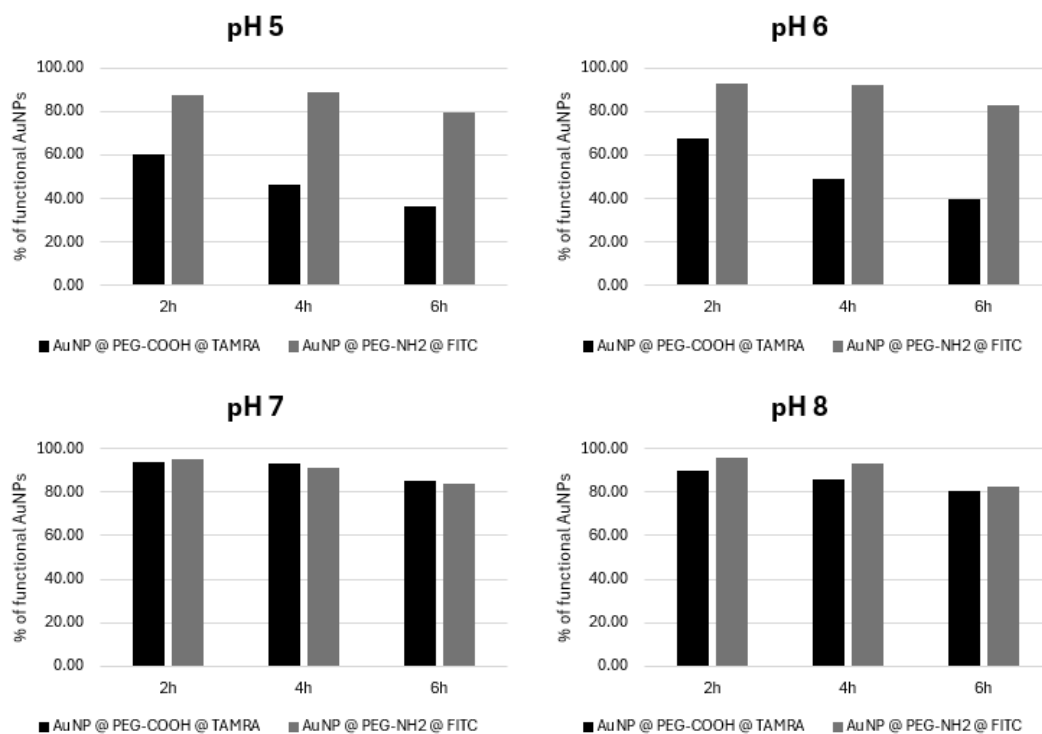 pH 5
% of functional AuNPs
100.00
80.00
60.00
40.00
20.00
0.00
2h 4h 6h
AuNP @ PEG-COOH @ TAMRA AuNP @ PEG-NH2 @ FITC
pH 6
% of functional AuNPs
100.00
80.00
60.00
40.00
20.00
0.00
2h 4h 6h
AuNP @ PEG-COOH @ TAMRA AuNP @ PEG-NH2 @ FITC
pH 7
% of functional AuNPs
100.00
80.00
60.00
40.00
20.00
0.00
2h 4h 6h
AuNP @ PEG-COOH @ TAMRA AuNP @ PEG-NH2 @ FITC
pH 8
% of functional AuNPs
100.00
80.00
60.00
40.00
20.00
0.00
2h 4h 6h
AuNP @ PEG-COOH @ TAMRA AuNP @ PEG-NH2 @ FITC